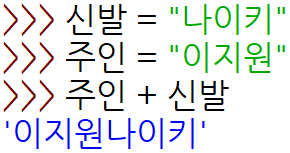 >>> 신발 = "나이키"
>>> 주인 = "이지원"
>>> 주인 + 신발
'이지원나이키'